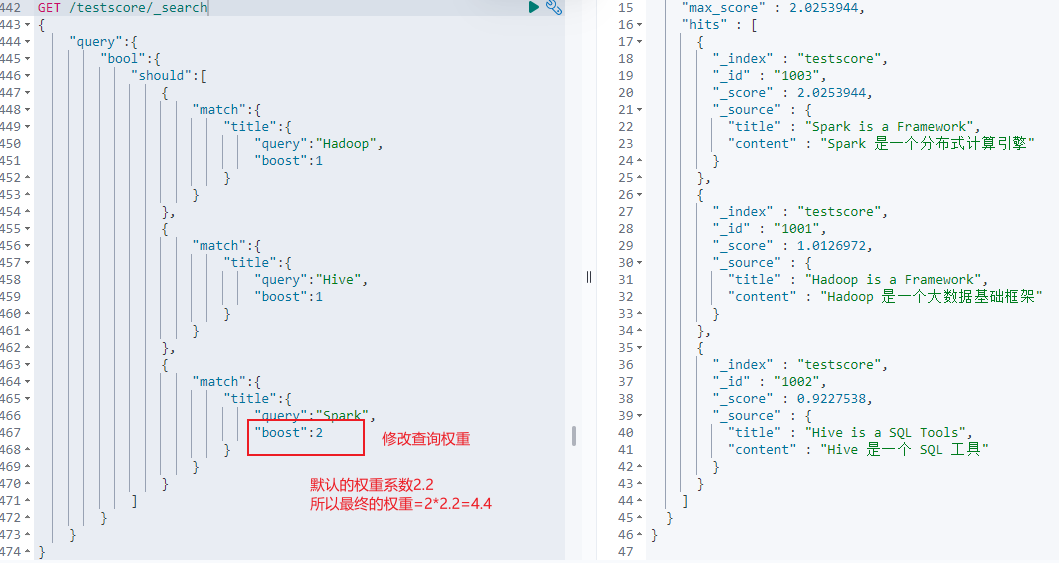 442 GET /testscore/_search
443 {
444 "query":{
445 "bool":{
446 "should":[
447 {
448 "match":{
449 "title":{
450 "query":"Hadoop",
451 "boost":1
452 }
453 }
454 },
455 {
456 "match":{
457 "title":{
458 "query":"Hive",
459 "boost":1
460 }
461 }
462 },
463 {
464 "match":{
465 "title":{
466 "query":"Spark",
467 "boost":2
修改查询权重
468 }
469 }
470 }
默认的权重系数2.2
471 ]
所以最终的权重=2*2.2=4.4
472 }
473 }
474 }
15 "max_score" : 2.0253944,
16 "hits" : [
17 {
18 "_index" : "testscore",
19 "_id" : "1003",
20 "_score" : 2.0253944,
21 "_source" : {
22 "title" : "Spark is a Framework",
23 "content" : "Spark 是一个分布式计算引擎"
24 }
25 },
26 {
27 "_index" : "testscore",
28 "_id" : "1001",
29 "_score" : 1.0126972,
30 "_source" : {
31 "title" : "Hadoop is a Framework",
32 "content" : "Hadoop 是一个大数据基础框架"
33 }
34 },
35 {
36 "_index" : "testscore",
37 "_id" : "1002",
38 "_score" : 0.9227538,
39 "_source" : {
40 "title" : "Hive is a SQL Tools",
41 "content" : "Hive 是一个 SQL 工具"
42 }
43 }
44 ]
45 }
46 }
47